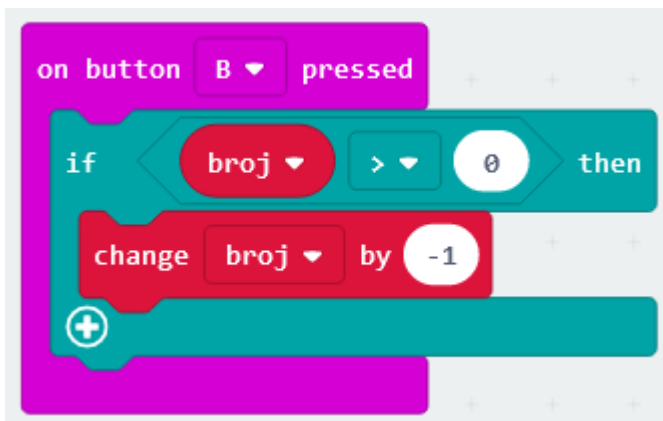 on button B pressed
if broj > 0 then
change broj by -1